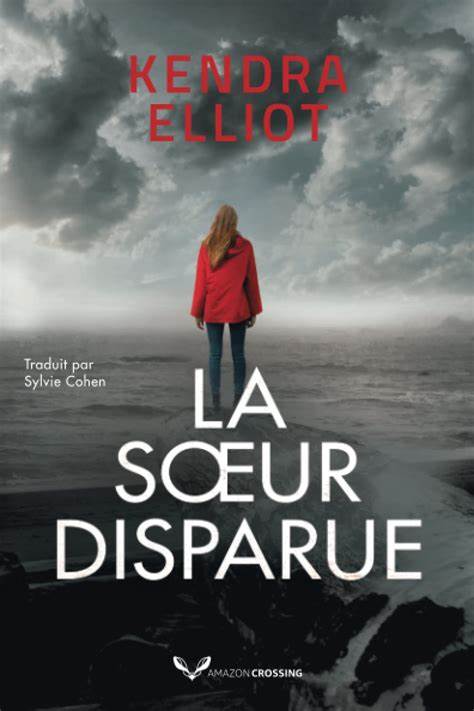 KENDRA
ELLIOT
Traduit par
Sylvie Cohen
LA
SŒUR
DISPARUE
AMAZON CROSSING